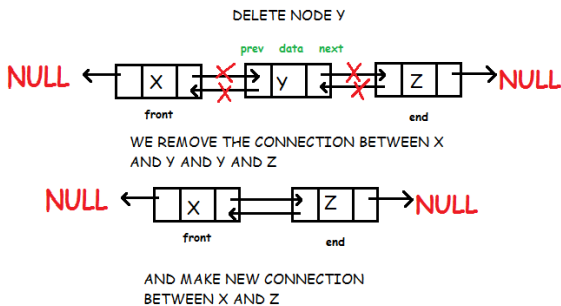 DELETE NODE Y
prev data next
NULL X Y Z NULL
front end
WE REMOVE THE CONNECTION BETWEEN X
AND Y AND Y AND Z
NULL X Z NULL
front end
AND MAKE NEW CONNECTION
BETWEEN X AND Z